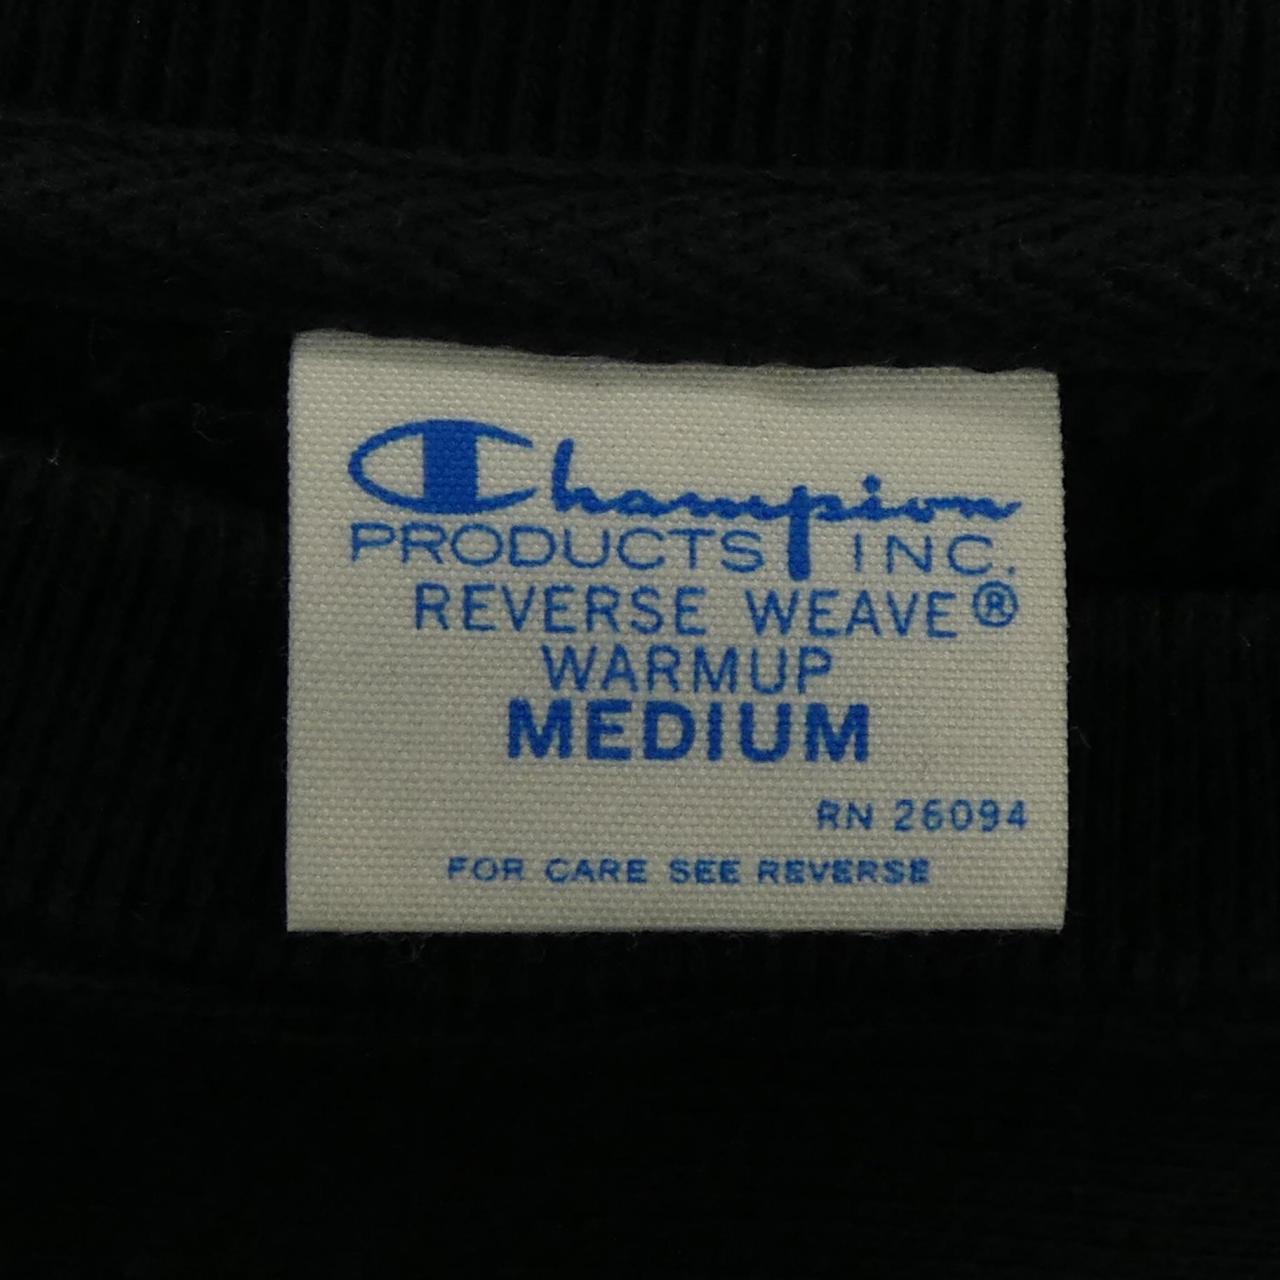 Champion
PRODUCTS INC.
REVERSE WEAVE®
WARMUP
MEDIUM
RN 26094
FOR CARE SEE REVERSE